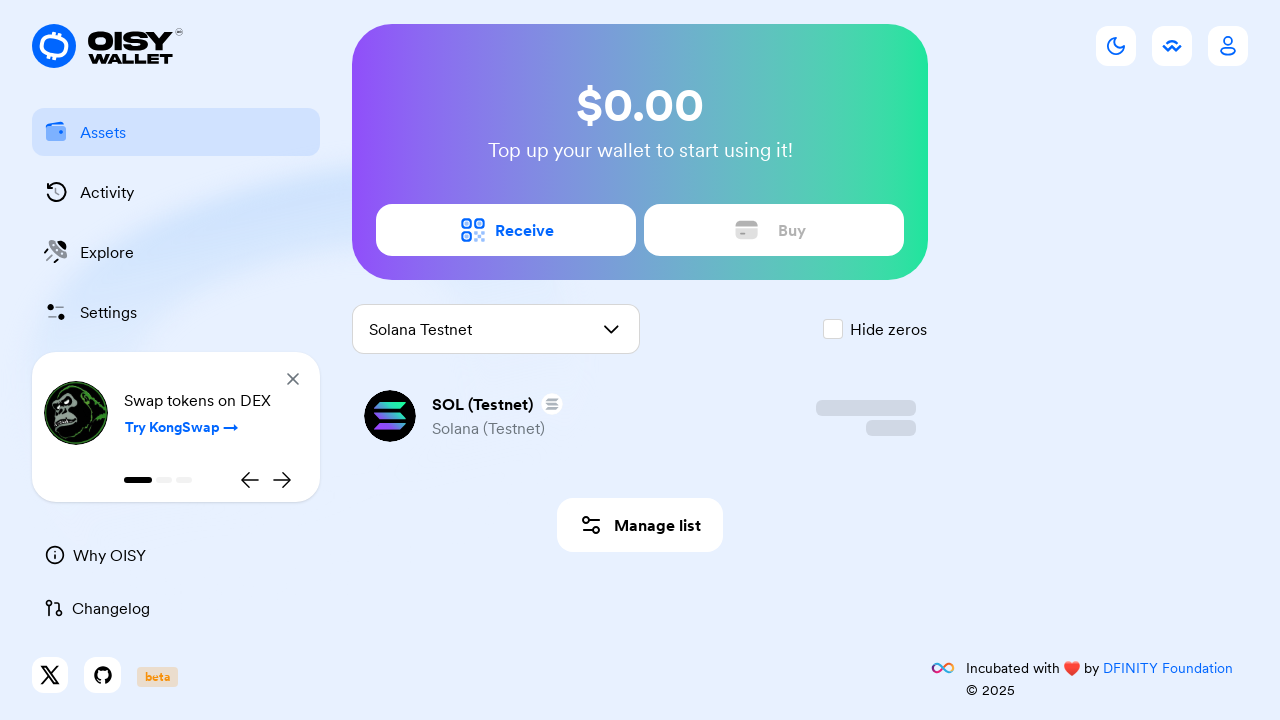 OISY
WALLET
Assets
Activity
Explore
Settings
Swap tokens on DEX
Try KongSwap →
Why OISY
Changelog
beta
$0.00
Top up your wallet to start using it!
Receive
Buy
Solana Testnet
Hide zeros
SOL (Testnet)
Solana (Testnet)
Manage list
Incubated with ❤️ by DFINITY Foundation
© 2025